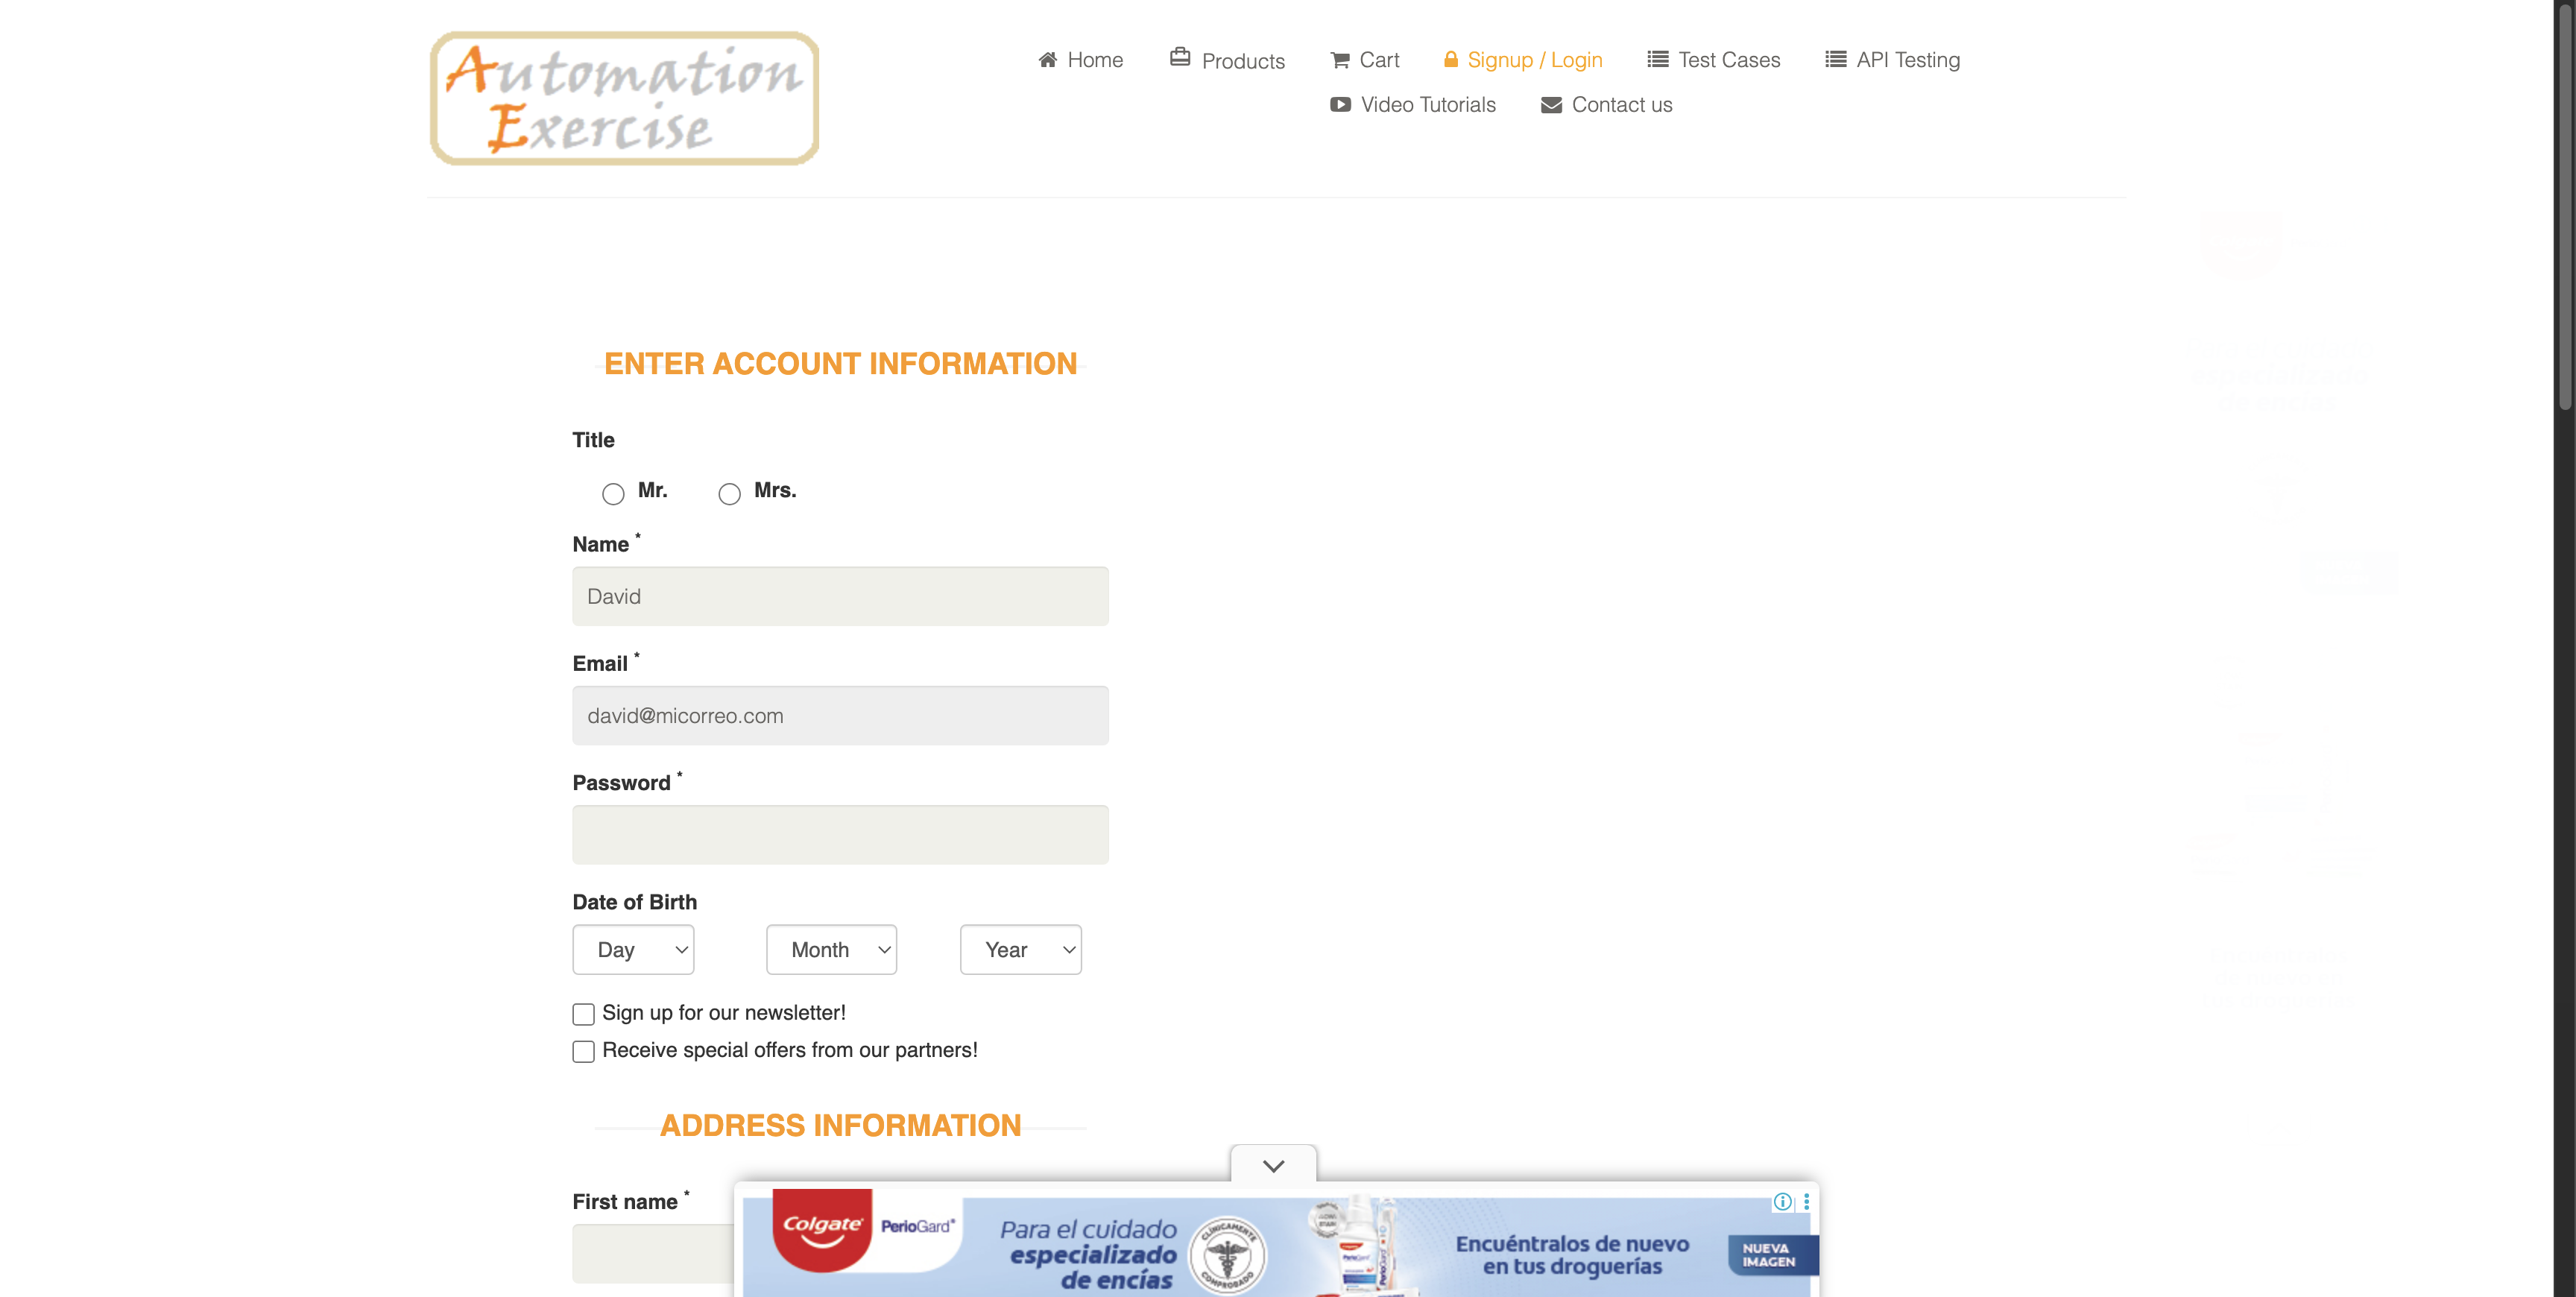 Automation
Exercise
Home
Products
Cart
Signup / Login
Test Cases
API Testing
Video Tutorials
Contact us
ENTER ACCOUNT INFORMATION
Title
Mr.
Mrs.
Name *
David
Email *
david@micorreo.com
Password *
Date of Birth
Day
Month
Year
Sign up for our newsletter!
Receive special offers from our partners!
ADDRESS INFORMATION
First name *
Colgate
PerioGard®
Para el cuidado
especializado
de encías
CLÍNICAMENTE
COMPROBADO
Encuéntralos de nuevo
en tus droguerías
NUEVA
IMAGEN